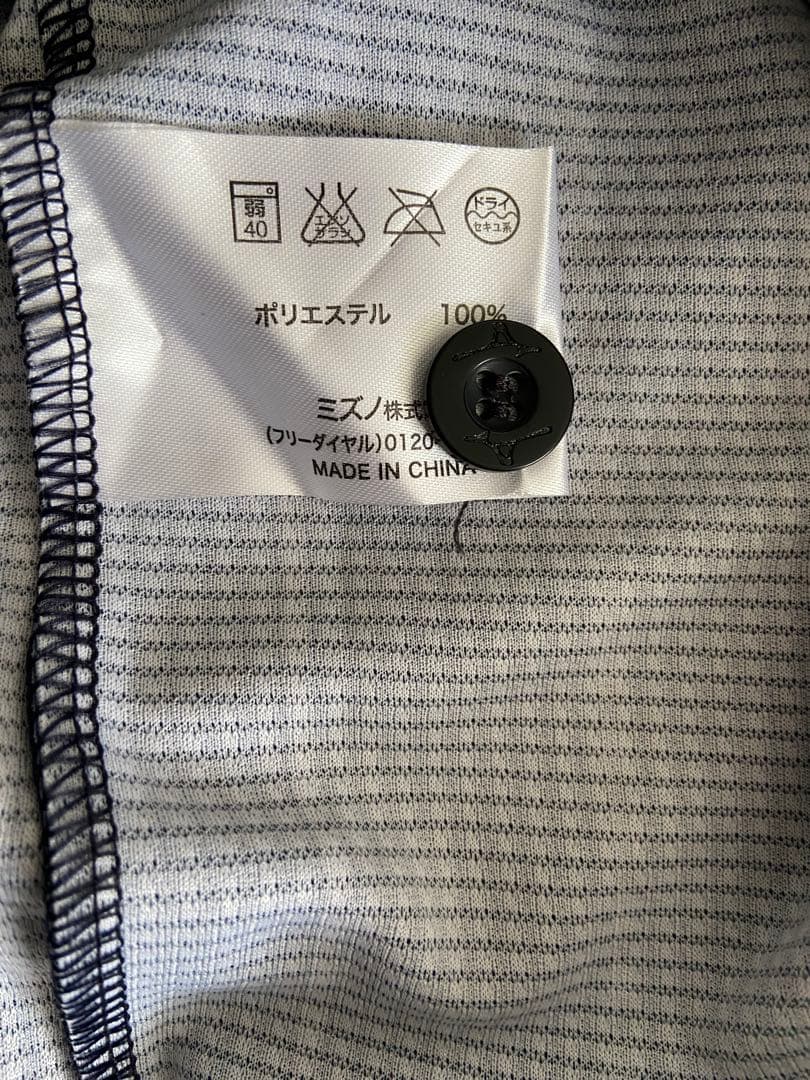 弱
40
エンソ
サラシ
ドライ
セキユ系
ポリエステル 100%
ミズノ株式
(フリーダイヤル)0120-
MADE IN CHINA